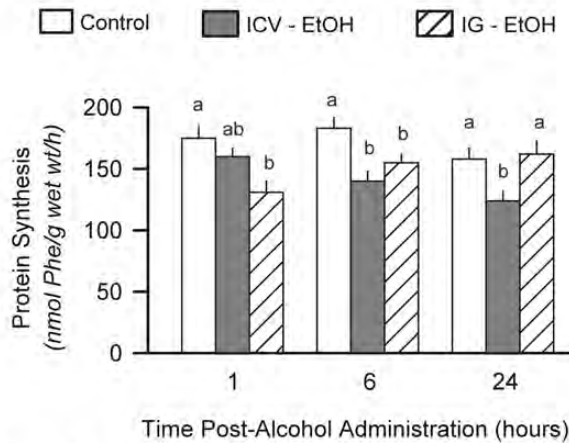 Control ICV - EtOH IG - EtOH
Protein Synthesis
(nmol Phe/g wet wt/h)
200
150
100
50
0
a ab b
a b b
a b a
1 6 24
Time Post-Alcohol Administration (hours)